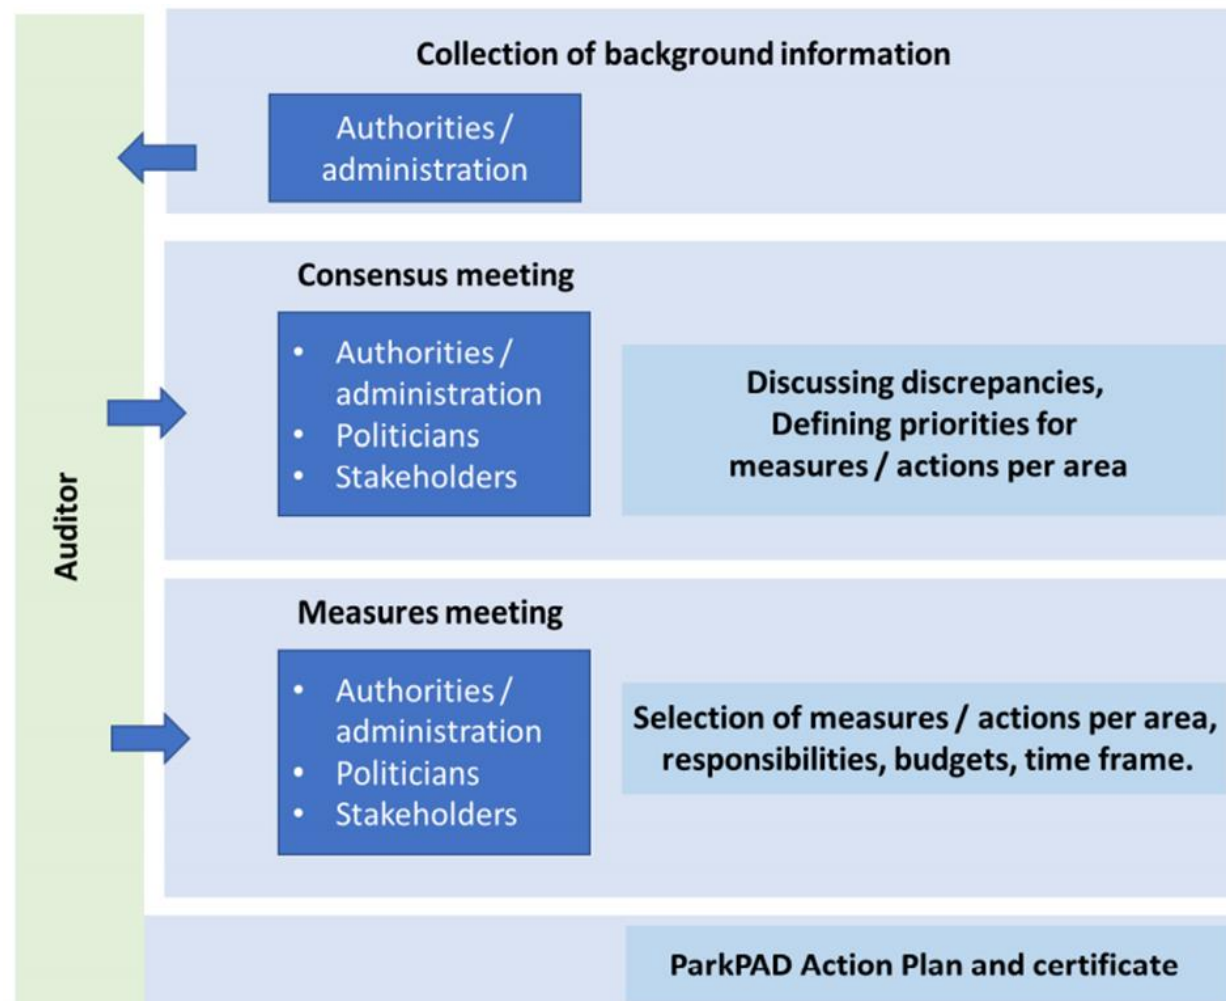 Auditor
Collection of background information
Authorities /
administration
Consensus meeting
• Authorities /
administration
• Politicians
• Stakeholders
Discussing discrepancies,
Defining priorities for
measures / actions per area
Measures meeting
• Authorities /
administration
• Politicians
• Stakeholders
Selection of measures / actions per area,
responsibilities, budgets, time frame.
ParkPAD Action Plan and certificate